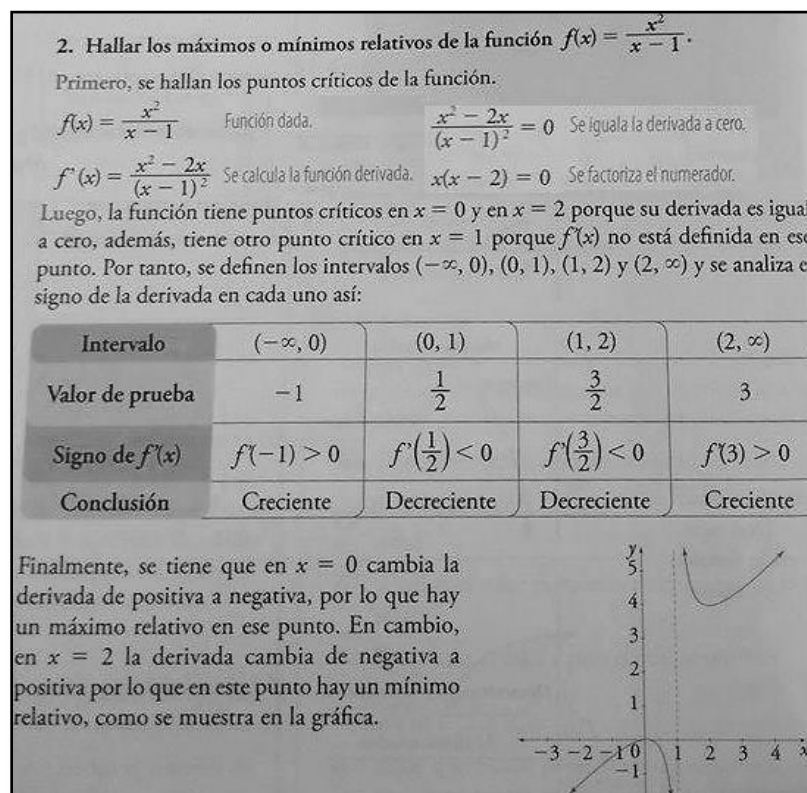 2. Hallar los máximos o mínimos relativos de la función f(x) = x²/(x − 1).
Primero, se hallan los puntos críticos de la función.
f(x) = x²/(x − 1) Función dada.
(x² − 2x)/(x − 1)² = 0 Se iguala la derivada a cero.
f'(x) = (x² − 2x)/(x − 1)² Se calcula la función derivada.
x(x − 2) = 0 Se factoriza el numerador.
Luego, la función tiene puntos críticos en x = 0 y en x = 2 porque su derivada es igual
a cero, además, tiene otro punto crítico en x = 1 porque f'(x) no está definida en ese
punto. Por tanto, se definen los intervalos (−∞, 0), (0, 1), (1, 2) y (2, ∞) y se analiza e
signo de la derivada en cada uno así:
Intervalo (−∞, 0) (0, 1) (1, 2) (2, ∞)
Valor de prueba −1 1/2 3/2 3
Signo de f'(x) f'(−1) > 0 f'(1/2) < 0 f'(3/2) < 0 f'(3) > 0
Conclusión Creciente Decreciente Decreciente Creciente
Finalmente, se tiene que en x = 0 cambia la
derivada de positiva a negativa, por lo que hay
un máximo relativo en ese punto. En cambio,
en x = 2 la derivada cambia de negativa a
positiva por lo que en este punto hay un mínimo
relativo, como se muestra en la gráfica.
y
5
4
3
2
1
−3 −2 −1 0 1 2 3 4 x
−1